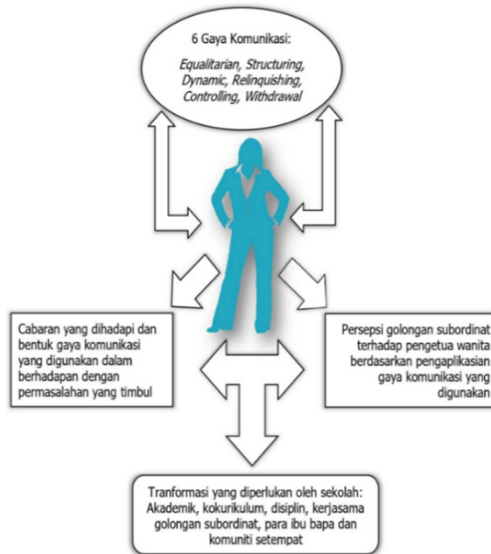 6 Gaya Komunikasi:
Equalitarian, Structuring,
Dynamic, Relinquishing,
Controlling, Withdrawal
Cabaran yang dihadapi dan
bentuk gaya komunikasi
yang digunakan dalam
berhadapan dengan
permasalahan yang timbul
Persepsi golongan subordinat
terhadap pengetua wanita
berdasarkan pengaplikasian
gaya komunikasi yang
digunakan
Tranformasi yang diperlukan oleh sekolah:
Akademik, kokurikulum, disiplin, kerjasama
golongan subordinat, para ibu bapa dan
komuniti setempat